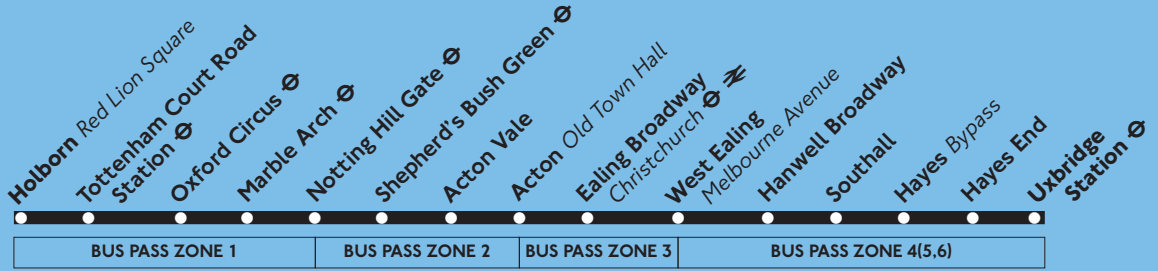 Holborn Red Lion Square
Tottenham Court Road
Station
Oxford Circus
Marble Arch
Notting Hill Gate
Shepherd's Bush Green
Acton Vale
Acton Old Town Hall
Ealing Broadway
Christchurch
West Ealing
Melbourne Avenue
Hanwell Broadway
Southall
Hayes Bypass
Hayes End
Uxbridge
Station
BUS PASS ZONE 1
BUS PASS ZONE 2
BUS PASS ZONE 3
BUS PASS ZONE 4(5,6)